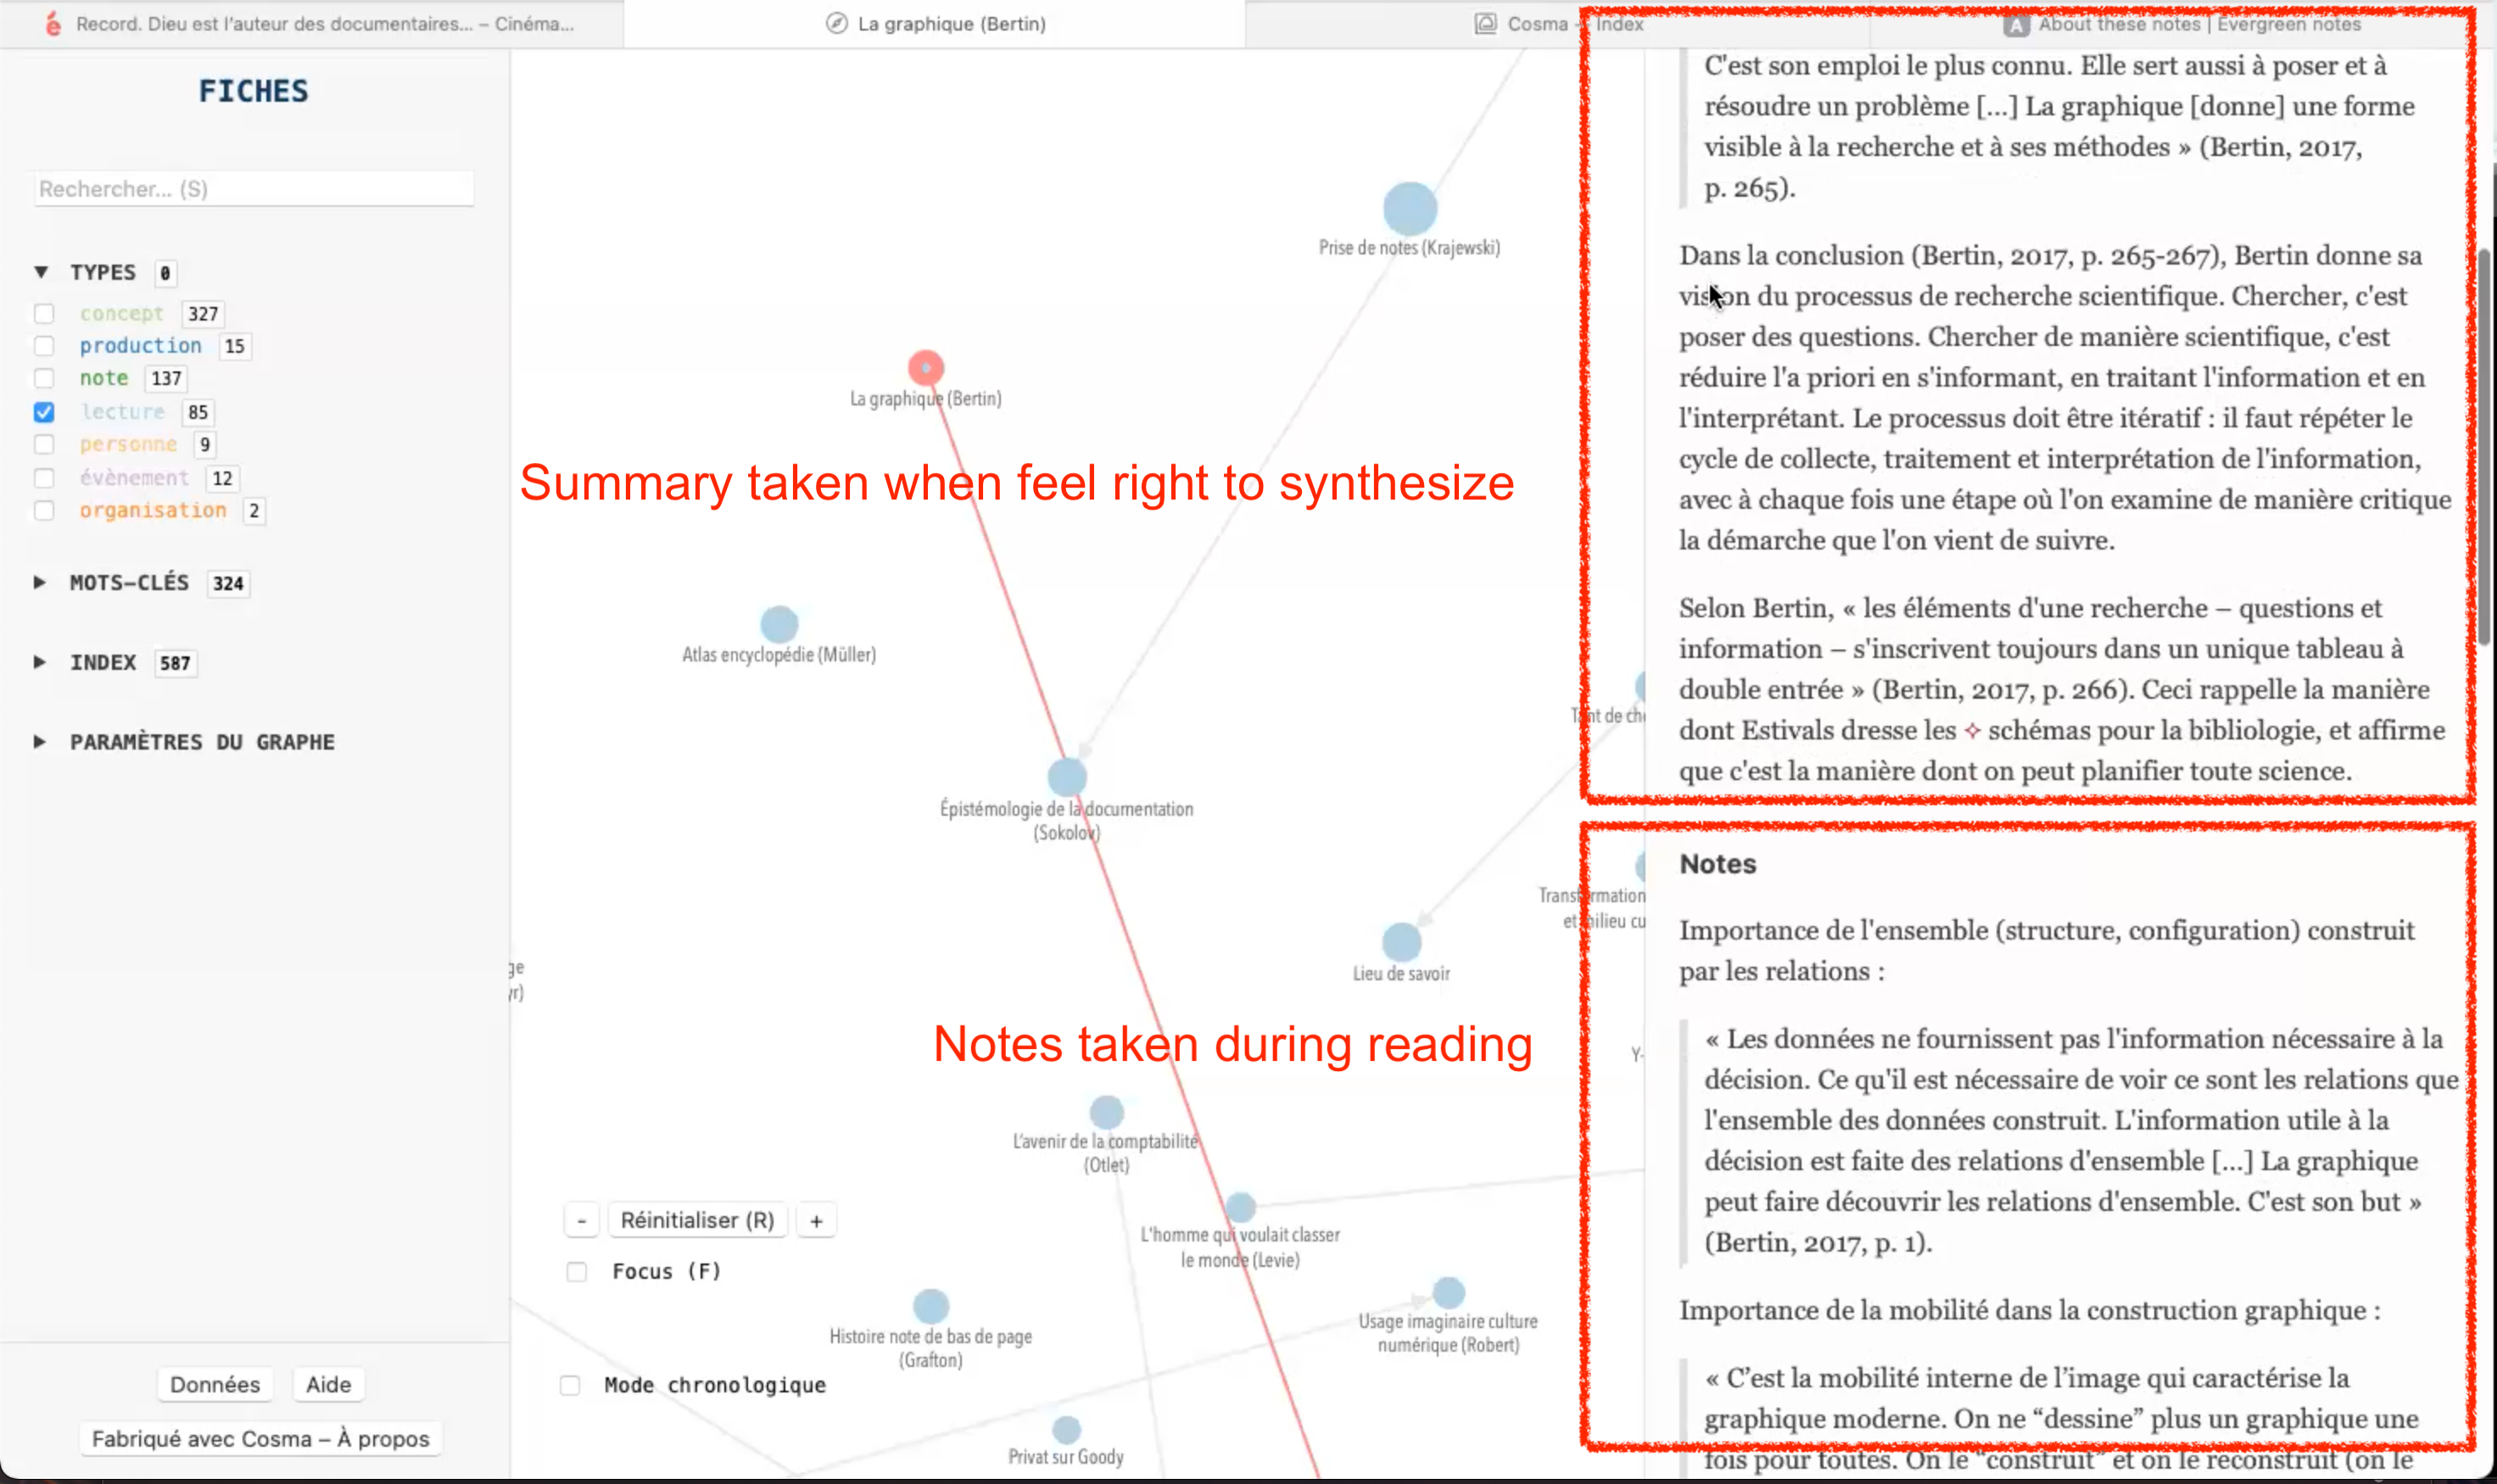 Record. Dieu est l'auteur des documentaires... – Cinéma...
La graphique (Bertin)
Cosma – Index
About these notes | Evergreen notes
FICHES
Rechercher... (S)
TYPES 0
concept 327
production 15
note 137
lecture 85
personne 9
évènement 12
organisation 2
MOTS-CLÉS 324
INDEX 587
PARAMÈTRES DU GRAPHE
Données
Aide
Fabriqué avec Cosma – À propos
Prise de notes (Krajewski)
La graphique (Bertin)
Summary taken when feel right to synthesize
Atlas encyclopédie (Müller)
Épistémologie de la documentation
(Sokolov)
Lieu de savoir
Notes taken during reading
L'avenir de la comptabilité
(Otlet)
L'homme qui voulait classer
le monde (Levie)
Usage imaginaire culture
numérique (Robert)
Histoire note de bas de page
(Grafton)
Privat sur Goody
- Réinitialiser (R) +
Focus (F)
Mode chronologique
C'est son emploi le plus connu. Elle sert aussi à poser et à
résoudre un problème [...] La graphique [donne] une forme
visible à la recherche et à ses méthodes » (Bertin, 2017,
p. 265).
Dans la conclusion (Bertin, 2017, p. 265-267), Bertin donne sa
vision du processus de recherche scientifique. Chercher, c'est
poser des questions. Chercher de manière scientifique, c'est
réduire l'a priori en s'informant, en traitant l'information et en
l'interprétant. Le processus doit être itératif : il faut répéter le
cycle de collecte, traitement et interprétation de l'information,
avec à chaque fois une étape où l'on examine de manière critique
la démarche que l'on vient de suivre.
Selon Bertin, « les éléments d'une recherche – questions et
information – s'inscrivent toujours dans un unique tableau à
double entrée » (Bertin, 2017, p. 266). Ceci rappelle la manière
dont Estivals dresse les ✧ schémas pour la bibliologie, et affirme
que c'est la manière dont on peut planifier toute science.
Notes
Importance de l'ensemble (structure, configuration) construit
par les relations :
« Les données ne fournissent pas l'information nécessaire à la
décision. Ce qu'il est nécessaire de voir ce sont les relations que
l'ensemble des données construit. L'information utile à la
décision est faite des relations d'ensemble [...] La graphique
peut faire découvrir les relations d'ensemble. C'est son but »
(Bertin, 2017, p. 1).
Importance de la mobilité dans la construction graphique :
« C'est la mobilité interne de l'image qui caractérise la
graphique moderne. On ne “dessine” plus un graphique une
fois pour toutes. On le “construit” et on le reconstruit (on le